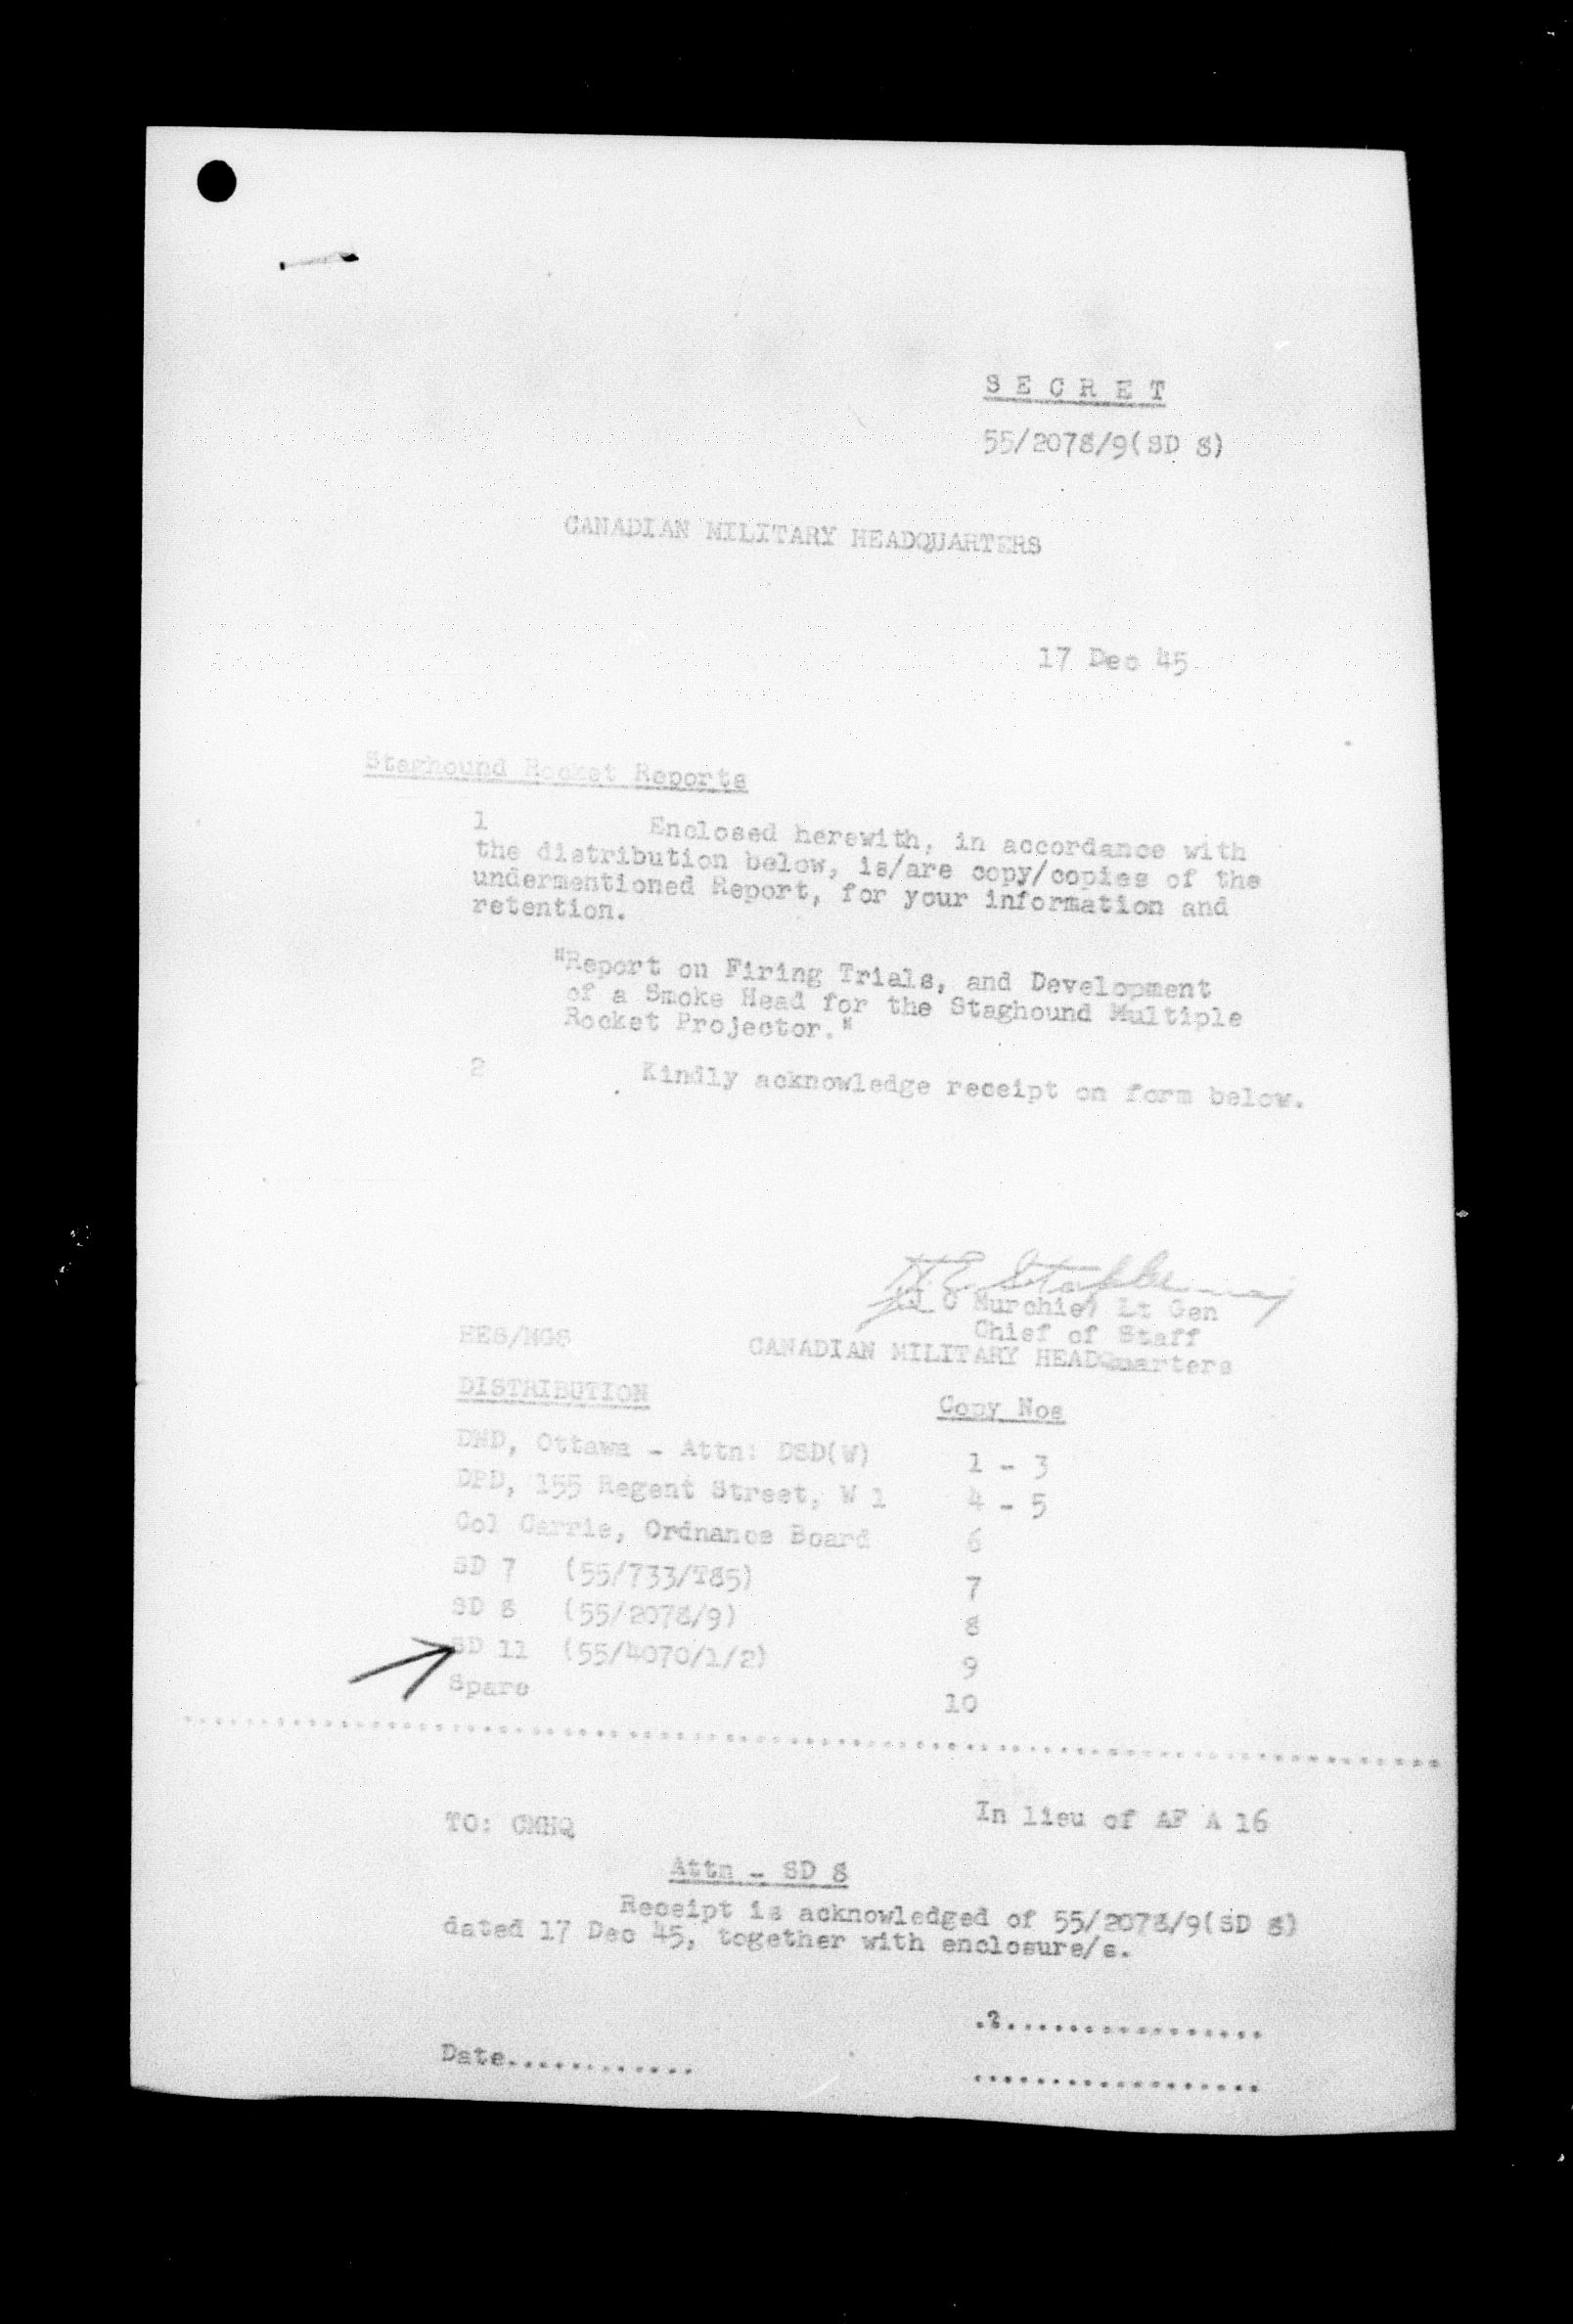 S E C R E T
55/2078/9(SD 8)
CANADIAN MILITARY HEADQUARTERS
17 Dec 45
Staghound Rocket Reports
1 Enclosed herewith, in accordance with
the distribution below, is/are copy/copies of the
undermentioned Report, for your information and
retention.
"Report on Firing Trials, and Development
of a Smoke Head for the Staghound Multiple
Rocket Projector."
2 Kindly acknowledge receipt on form below.
J C Murchie) Lt Gen
Chief of Staff
HES/MGS
CANADIAN MILITARY HEADQuarters
DISTRIBUTION Copy Nos
DND, Ottawa - Attn: DSD(W) 1 - 3
DPD, 155 Regent Street, W 1 4 - 5
Col Carrie, Ordnance Board 6
SD 7 (55/733/T85) 7
SD 8 (55/2078/9) 8
SD 11 (55/4070/1/2) 9
Spare 10
TO: CMHQ
In lieu of AF A 16
Attn - SD 8
Receipt is acknowledged of 55/2078/9(SD 8)
dated 17 Dec 45, together with enclosure/s.
.?.................
Date.............
...................